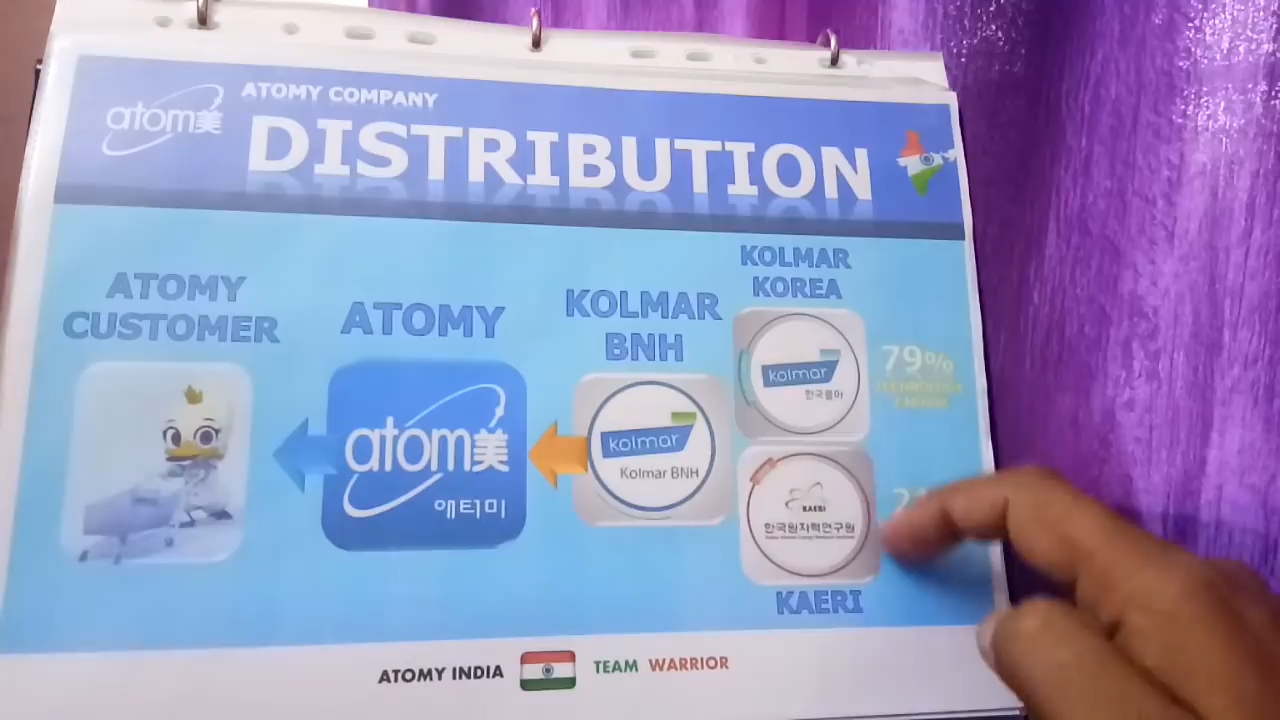 atom美
ATOMY COMPANY
DISTRIBUTION
ATOMY
CUSTOMER
ATOMY
atom美
애터미
KOLMAR
BNH
kolmar
Kolmar BNH
KOLMAR
KOREA
kolmar
한국콜마
79%
KAERI
한국원자력연구원
KAERI
ATOMY INDIA
TEAM WARRIOR